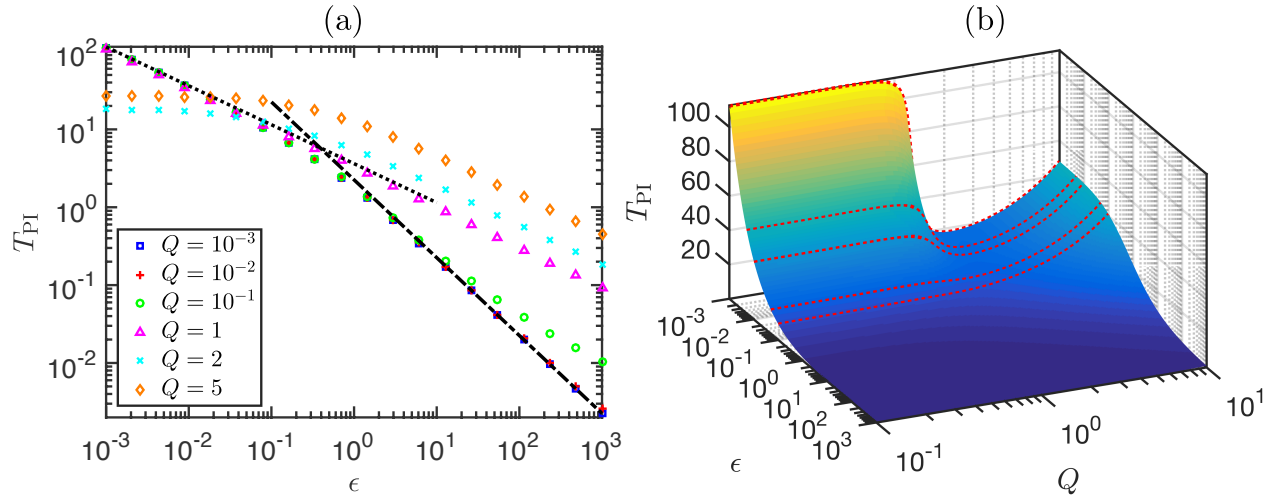 (a)
T_PI
10^2
10^1
10^0
10^-1
10^-2
Q = 10^-3
Q = 10^-2
Q = 10^-1
Q = 1
Q = 2
Q = 5
10^-3 10^-2 10^-1 10^0 10^1 10^2 10^3
ϵ
(b)
T_PI
100
80
60
40
20
10^-3
10^-2
10^-1
10^0
10^1
10^2
10^3
ϵ
10^-1 10^0 10^1
Q